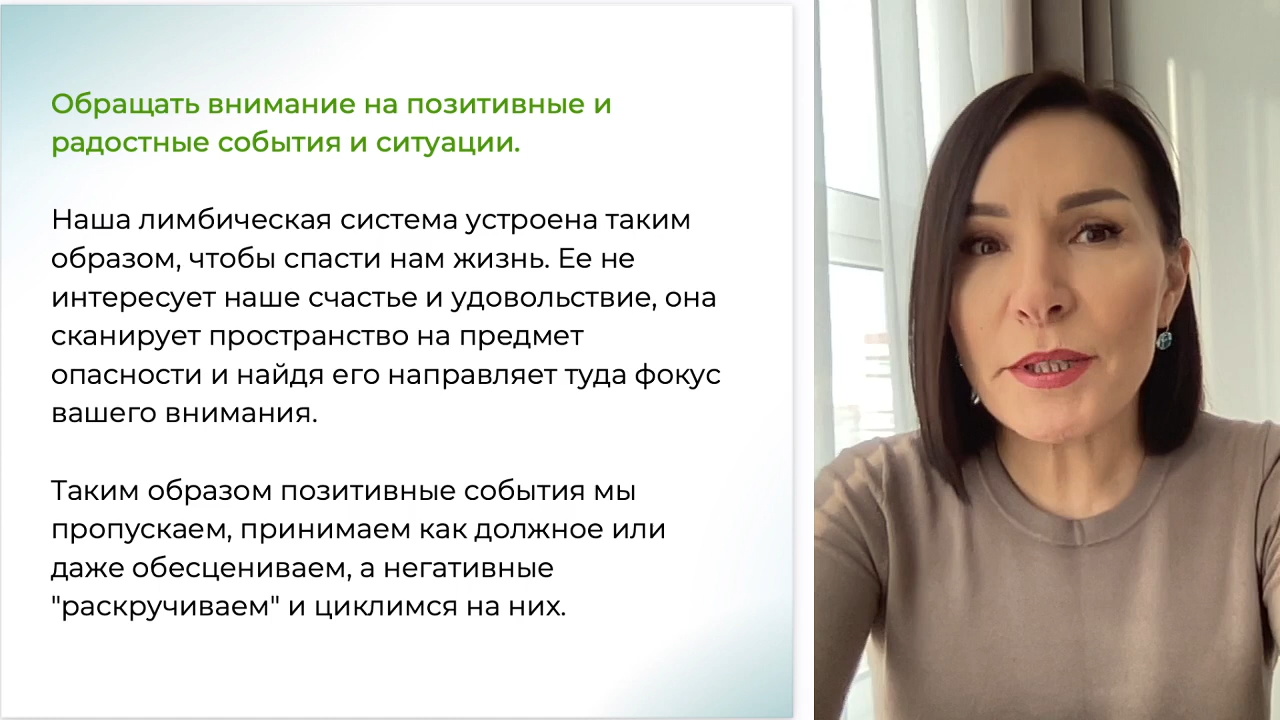 Обращать внимание на позитивные и
радостные события и ситуации.
Наша лимбическая система устроена таким
образом, чтобы спасти нам жизнь. Ее не
интересует наше счастье и удовольствие, она
сканирует пространство на предмет
опасности и найдя его направляет туда фокус
вашего внимания.
Таким образом позитивные события мы
пропускаем, принимаем как должное или
даже обесцениваем, а негативные
"раскручиваем" и циклимся на них.